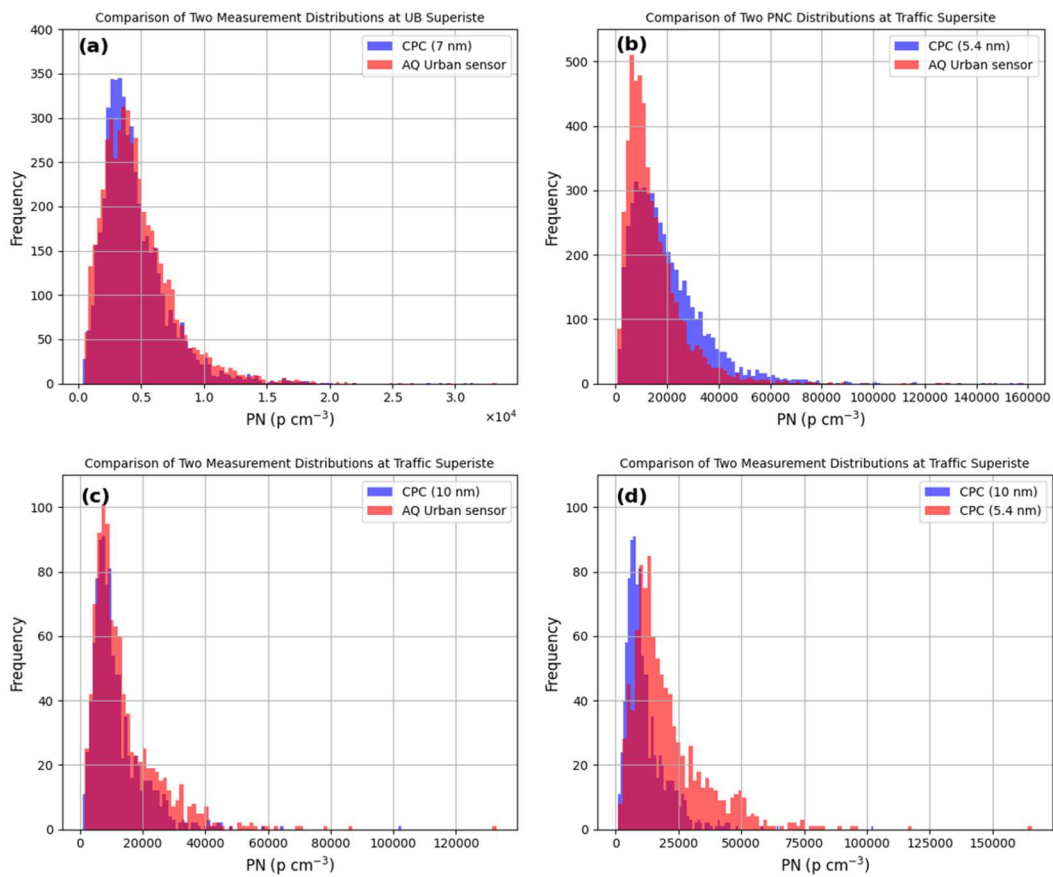 Comparison of Two Measurement Distributions at UB Superiste
(a)
CPC (7 nm)
AQ Urban sensor
400
350
300
250
200
150
100
50
0
Frequency
0.0 0.5 1.0 1.5 2.0 2.5 3.0
×10⁴
PN (p cm⁻³)
Comparison of Two PNC Distributions at Traffic Supersite
(b)
CPC (5.4 nm)
AQ Urban sensor
500
400
300
200
100
0
Frequency
0 20000 40000 60000 80000 100000 120000 140000 160000
PN (p cm⁻³)
Comparison of Two Measurement Distributions at Traffic Superiste
(c)
CPC (10 nm)
AQ Urban sensor
100
80
60
40
20
0
Frequency
0 20000 40000 60000 80000 100000 120000
PN (p cm⁻³)
Comparison of Two Measurement Distributions at Traffic Superiste
(d)
CPC (10 nm)
CPC (5.4 nm)
100
80
60
40
20
0
Frequency
0 25000 50000 75000 100000 125000 150000
PN (p cm⁻³)